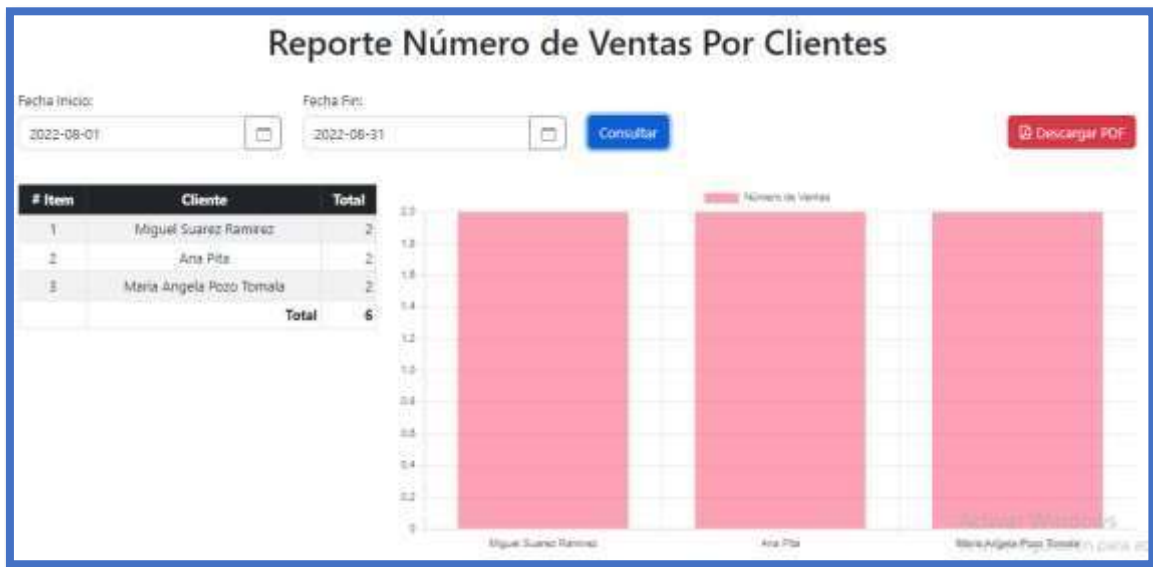 Reporte Número de Ventas Por Clientes
Fecha Inicio: Fecha Fin:
2022-08-01 2022-08-31 Consultar Descargar PDF
# Item Cliente Total
1 Miguel Suarez Ramirez 2
2 Ana Pita 2
3 Maria Angela Pozo Tomala 2
Total 6
Número de Ventas
2.0
1.8
1.6
1.4
1.2
1.0
0.8
0.6
0.4
0.2
0
Miguel Suarez Ramirez Ana Pita Maria Angela Pozo Tomala
Activar Windows
para